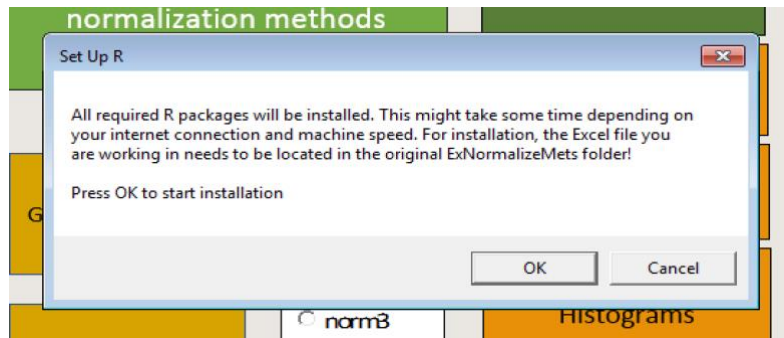 normalization methods
Set Up R
All required R packages will be installed. This might take some time depending on
your internet connection and machine speed. For installation, the Excel file you
are working in needs to be located in the original ExNormalizeMets folder!
Press OK to start installation
G
OK Cancel
norm3
Histograms